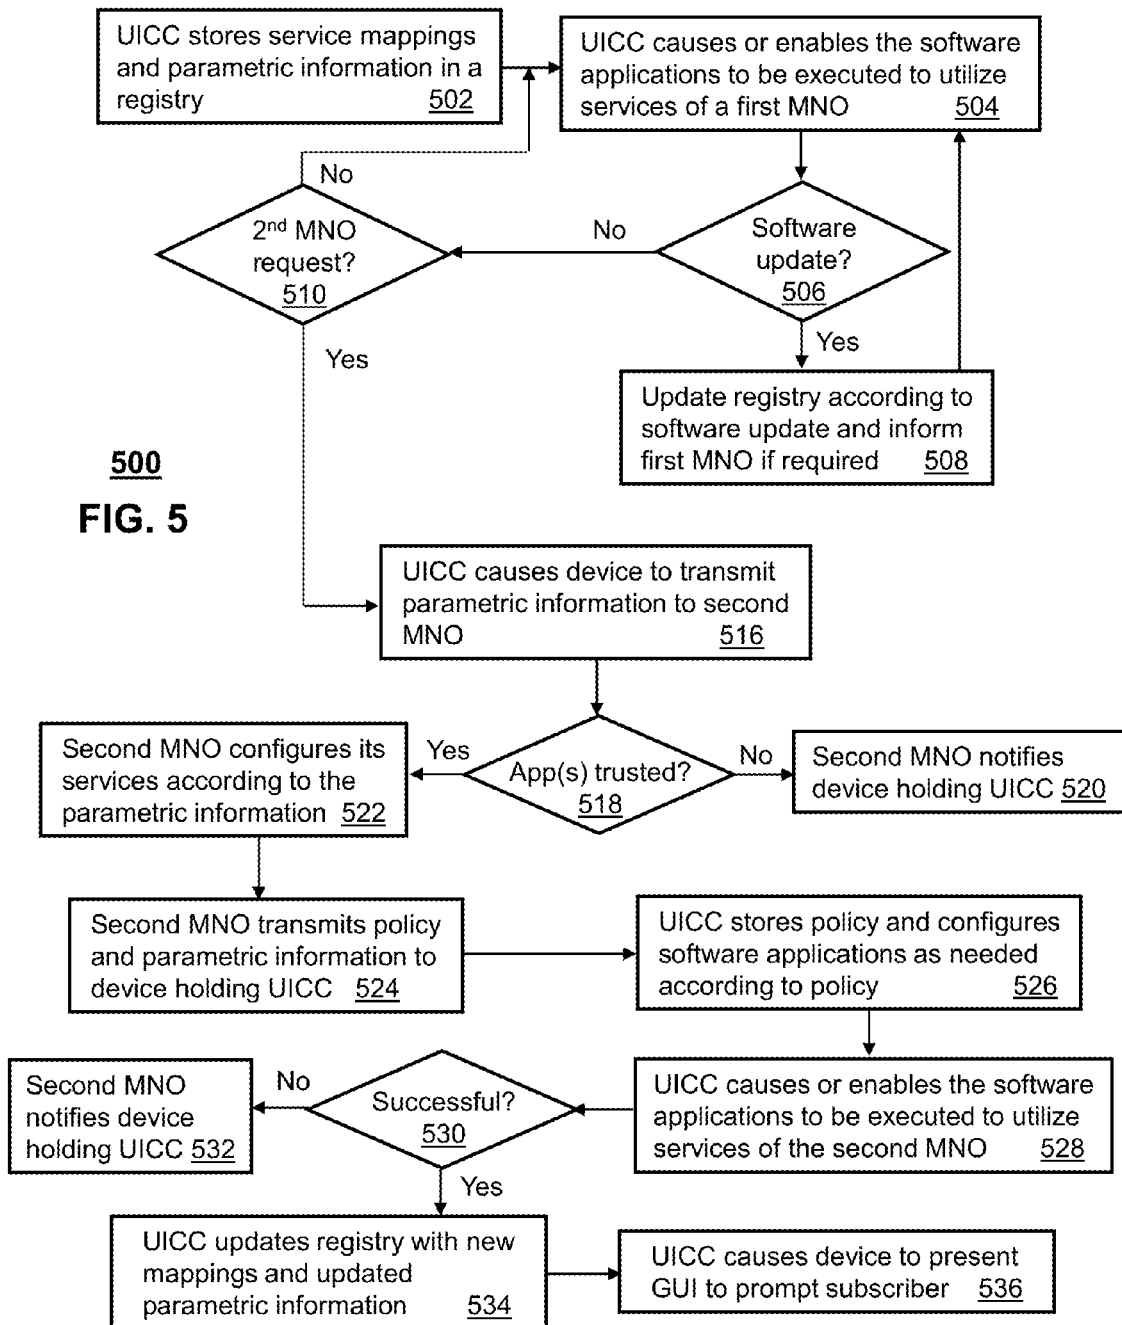 UICC stores service mappings
and parametric information in a
registry 502
UICC causes or enables the software
applications to be executed to utilize
services of a first MNO 504
No
2nd MNO
request?
510
No
Software
update?
506
Yes
Yes
Update registry according to
software update and inform
first MNO if required 508
500
FIG. 5
UICC causes device to transmit
parametric information to second
MNO 516
Second MNO configures its
services according to the
parametric information 522
Yes
App(s) trusted?
518
No
Second MNO notifies
device holding UICC 520
Second MNO transmits policy
and parametric information to
device holding UICC 524
UICC stores policy and configures
software applications as needed
according to policy 526
Second MNO
notifies device
holding UICC 532
No
Successful?
530
UICC causes or enables the software
applications to be executed to utilize
services of the second MNO 528
Yes
UICC updates registry with new
mappings and updated
parametric information 534
UICC causes device to present
GUI to prompt subscriber 536